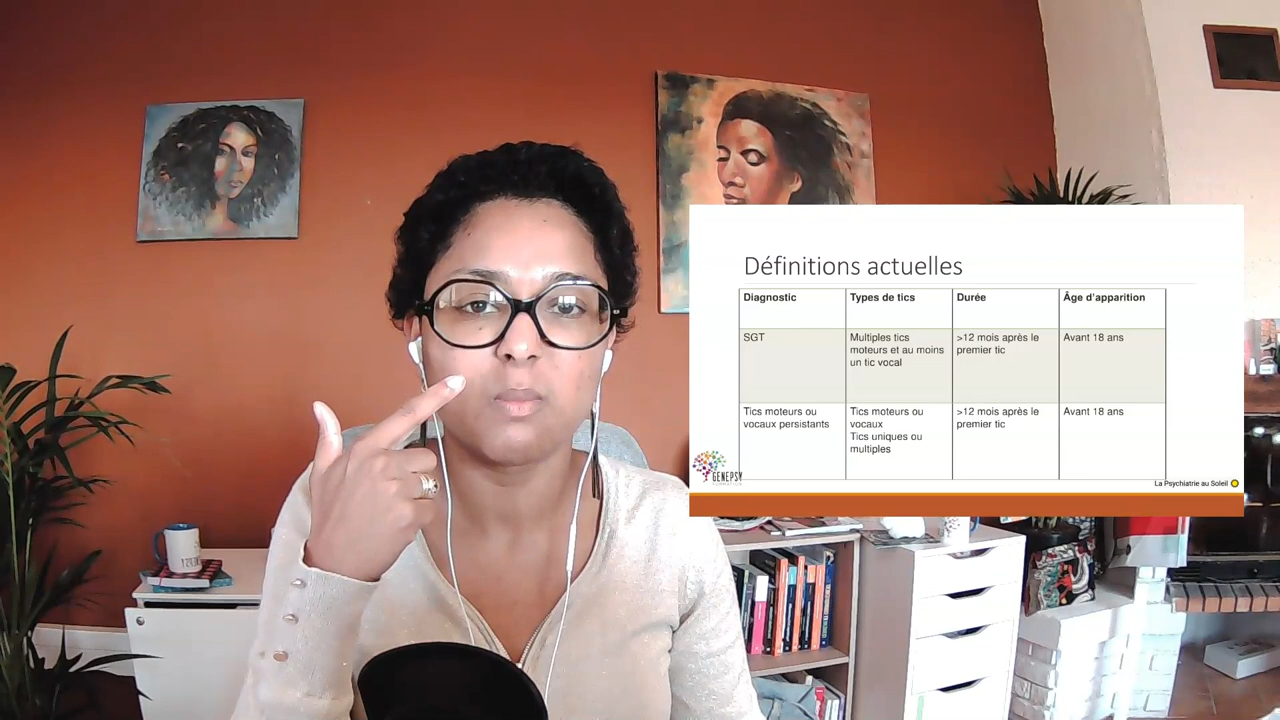 Définitions actuelles
Diagnostic
Types de tics
Durée
Âge d'apparition
SGT
Multiples tics
moteurs et au moins
un tic vocal
>12 mois après le
premier tic
Avant 18 ans
Tics moteurs ou
vocaux persistants
Tics moteurs ou
vocaux
Tics uniques ou
multiples
>12 mois après le
premier tic
Avant 18 ans
GENEPSY
FORMATION
La Psychiatrie au Soleil